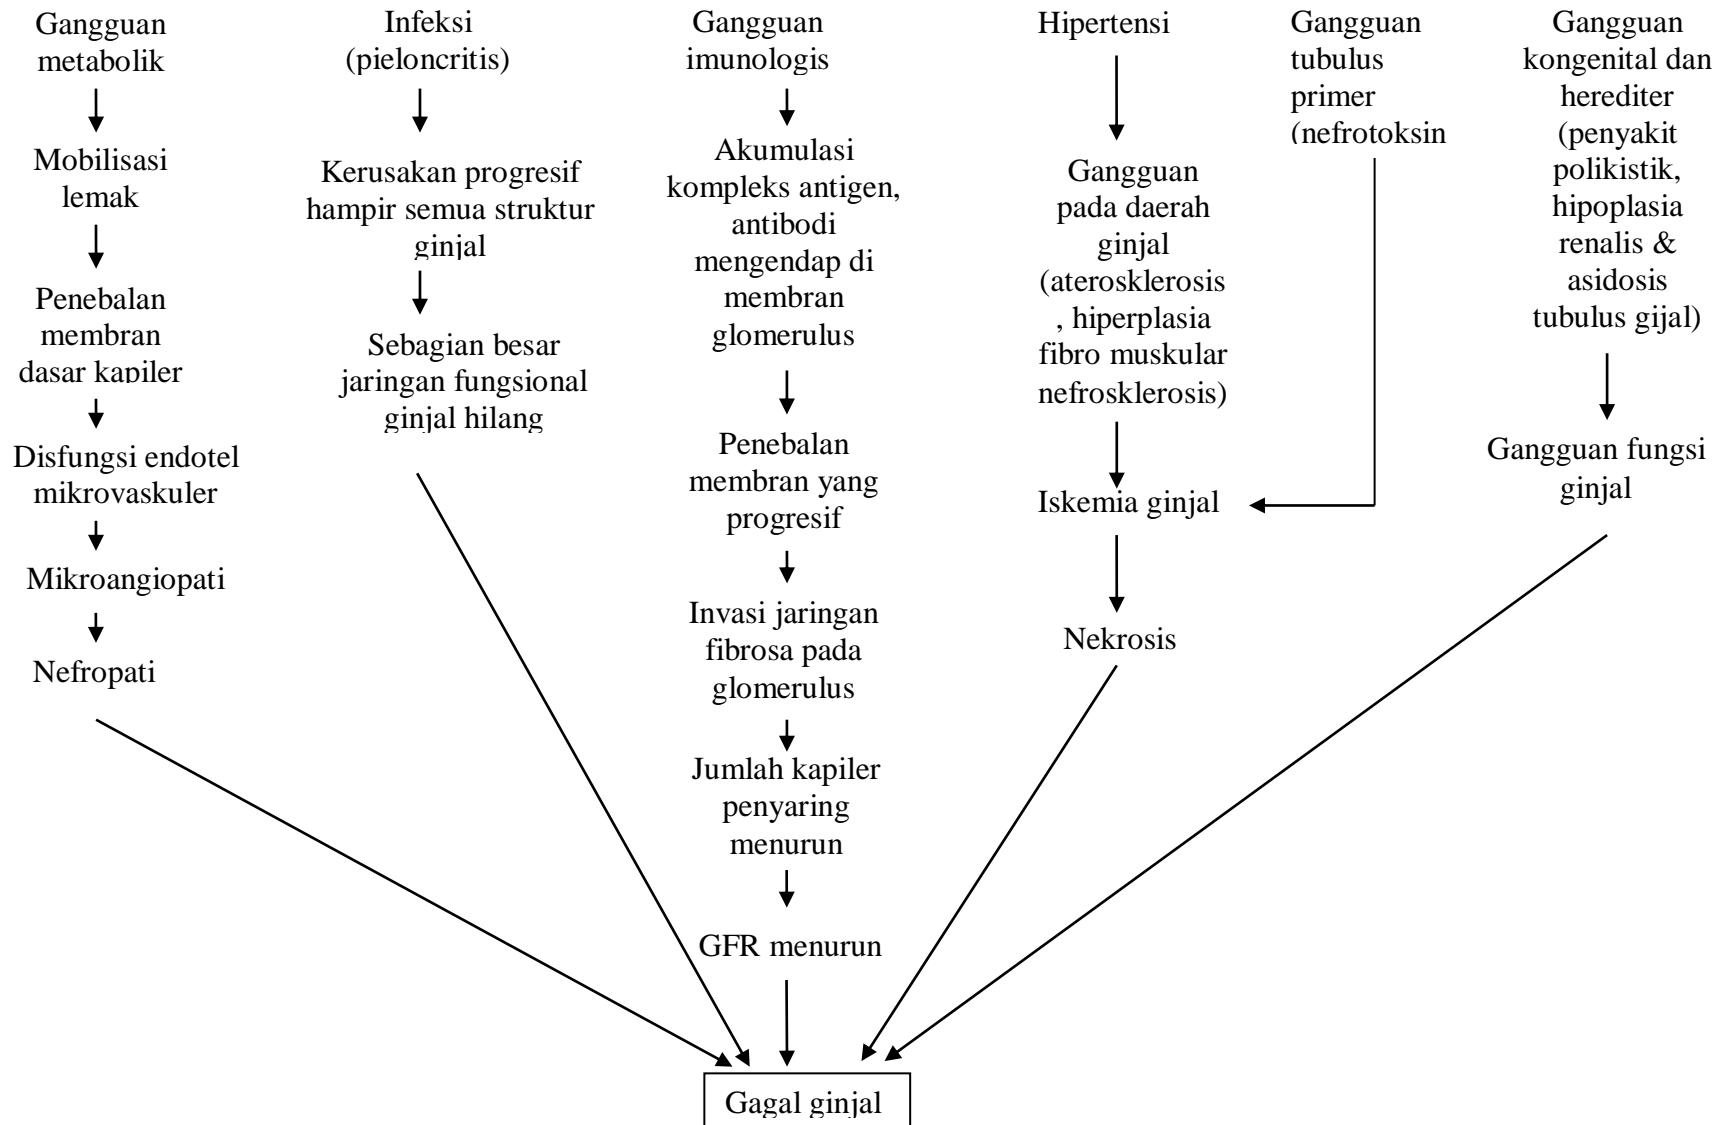 Gangguan
metabolik
Mobilisasi
lemak
Penebalan
membran
dasar kapiler
Disfungsi endotel
mikrovaskuler
Mikroangiopati
Nefropati
Infeksi
(pieloncritis)
Kerusakan progresif
hampir semua struktur
ginjal
Sebagian besar
jaringan fungsional
ginjal hilang
Gangguan
imunologis
Akumulasi
kompleks antigen,
antibodi
mengendap di
membran
glomerulus
Penebalan
membran yang
progresif
Invasi jaringan
fibrosa pada
glomerulus
Jumlah kapiler
penyaring
menurun
GFR menurun
Hipertensi
Gangguan
pada daerah
ginjal
(aterosklerosis
, hiperplasia
fibro muskular
nefrosklerosis)
Iskemia ginjal
Nekrosis
Gangguan
tubulus
primer
(nefrotoksin
Gangguan
kongenital dan
herediter
(penyakit
polikistik,
hipoplasia
renalis &
asidosis
tubulus gijal)
Gangguan fungsi
ginjal
Gagal ginjal